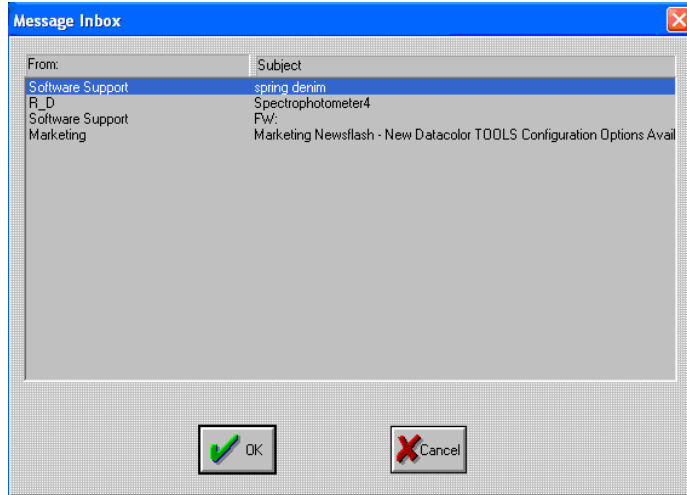 Message Inbox
From: Subject
Software Support spring denim
R_D Spectrophotometer4
Software Support FW:
Marketing Marketing Newsflash - New Datacolor TOOLS Configuration Options Avail
OK Cancel